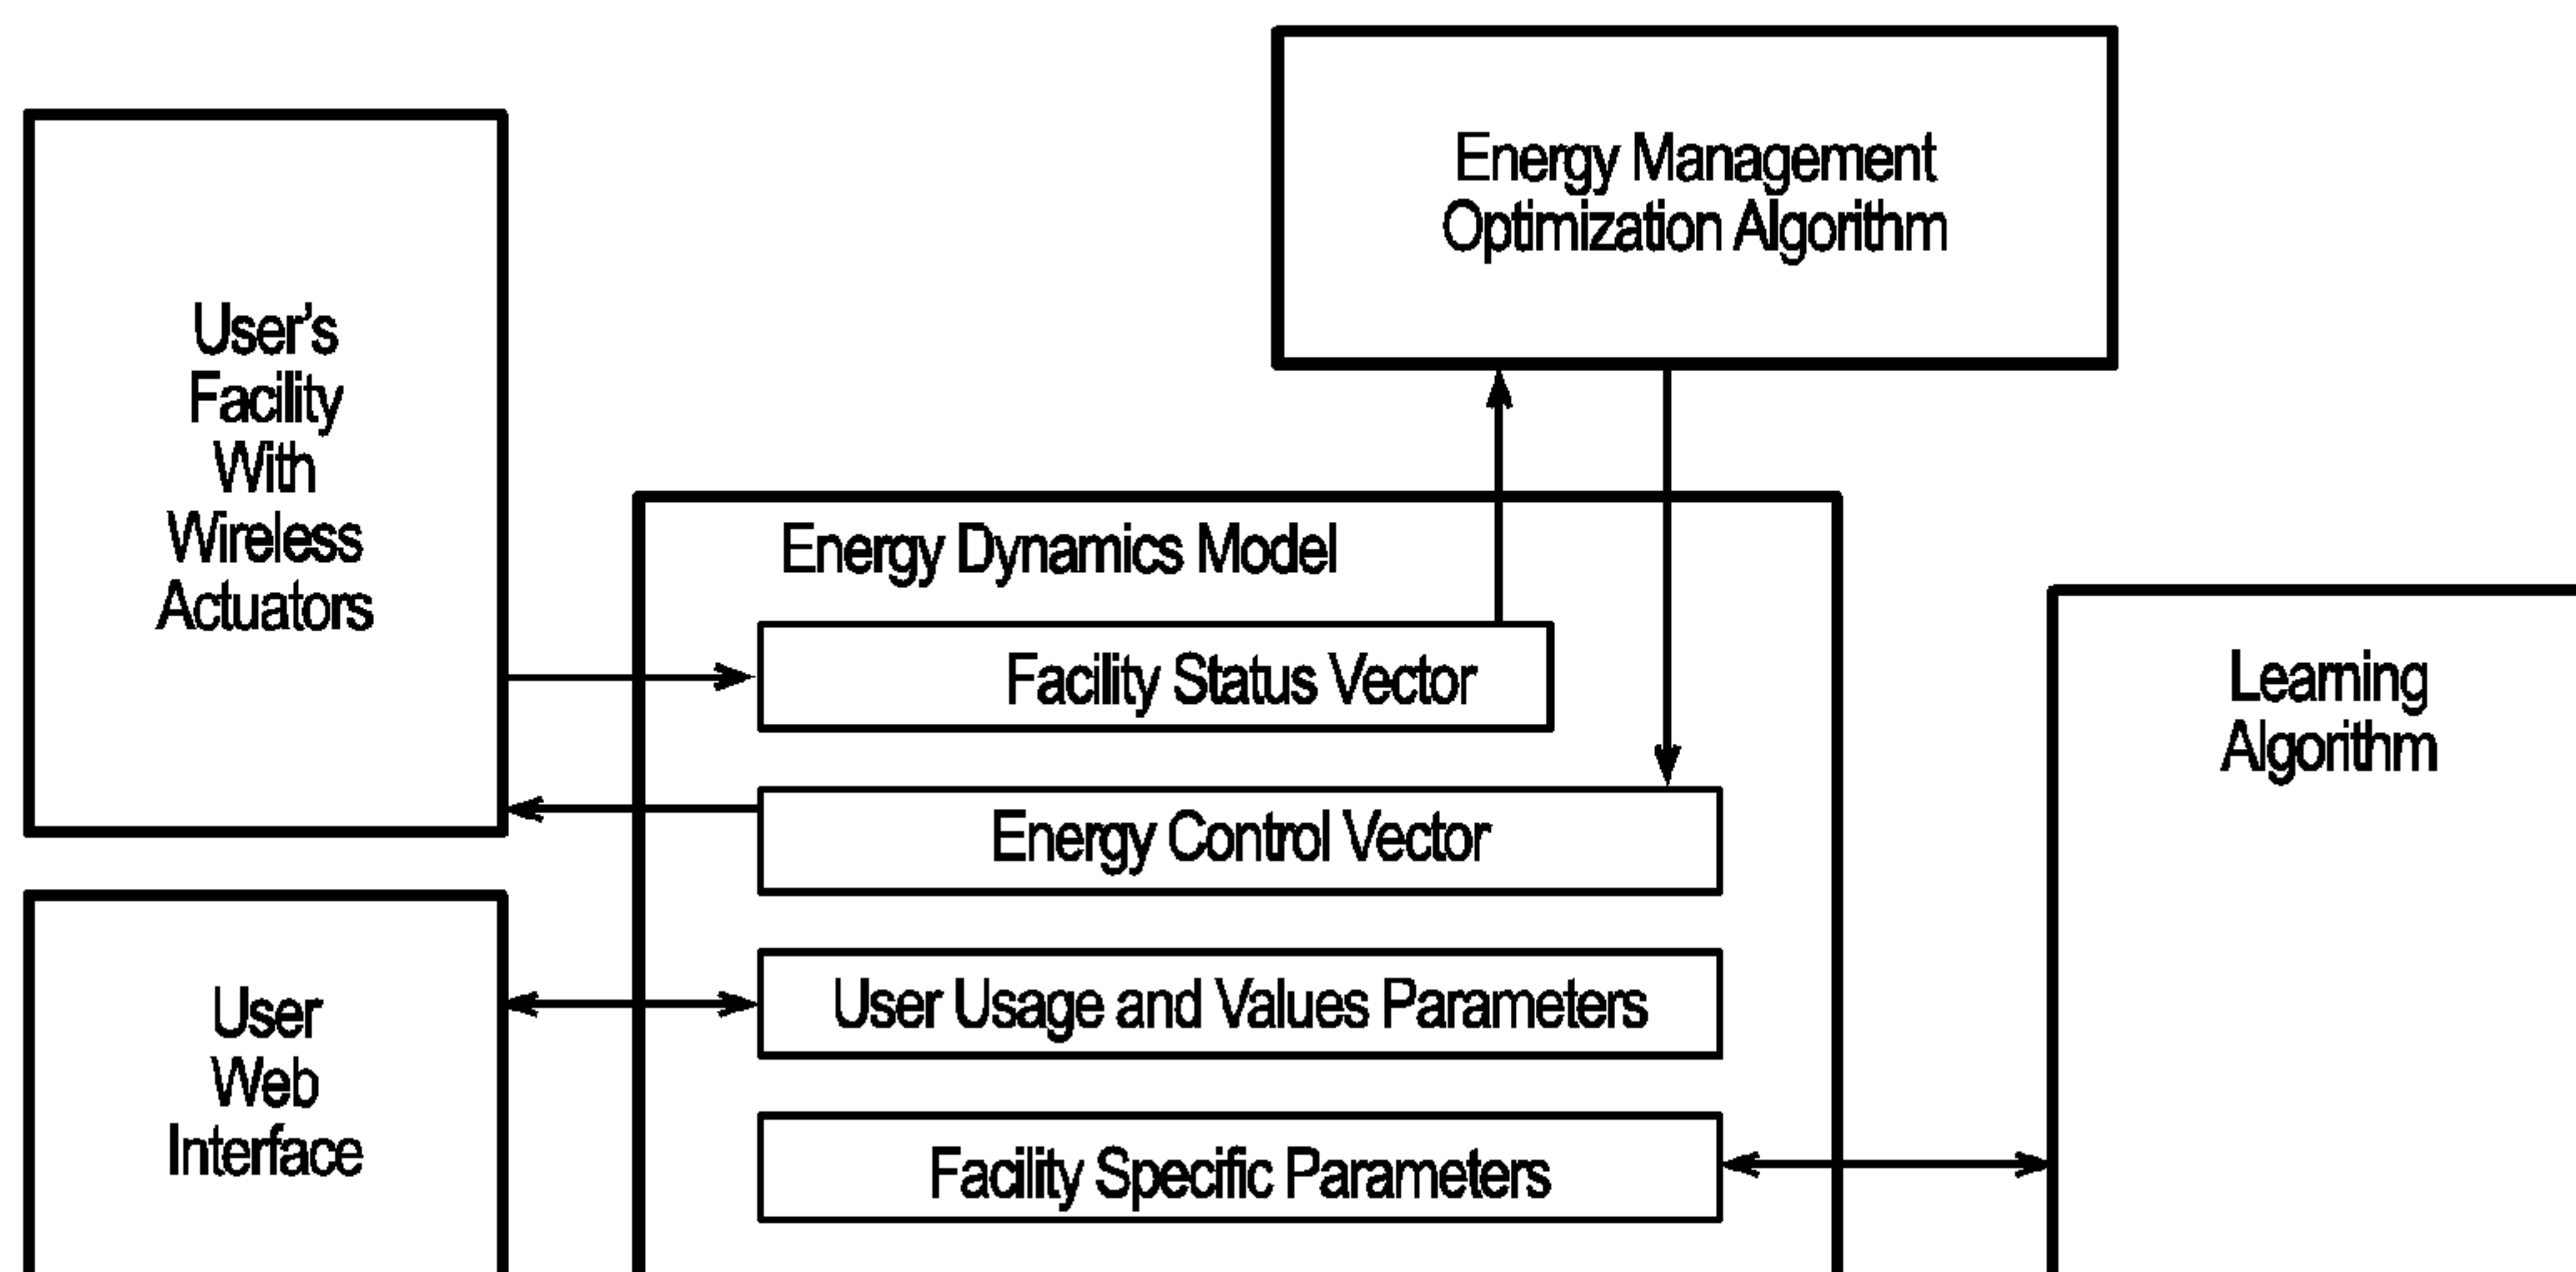 Energy Management
Optimization Algorithm
User's
Facility
With
Wireless
Actuators
Energy Dynamics Model
Facility Status Vector
Energy Control Vector
User Usage and Values Parameters
Facility Specific Parameters
User
Web
Interface
Learning
Algorithm